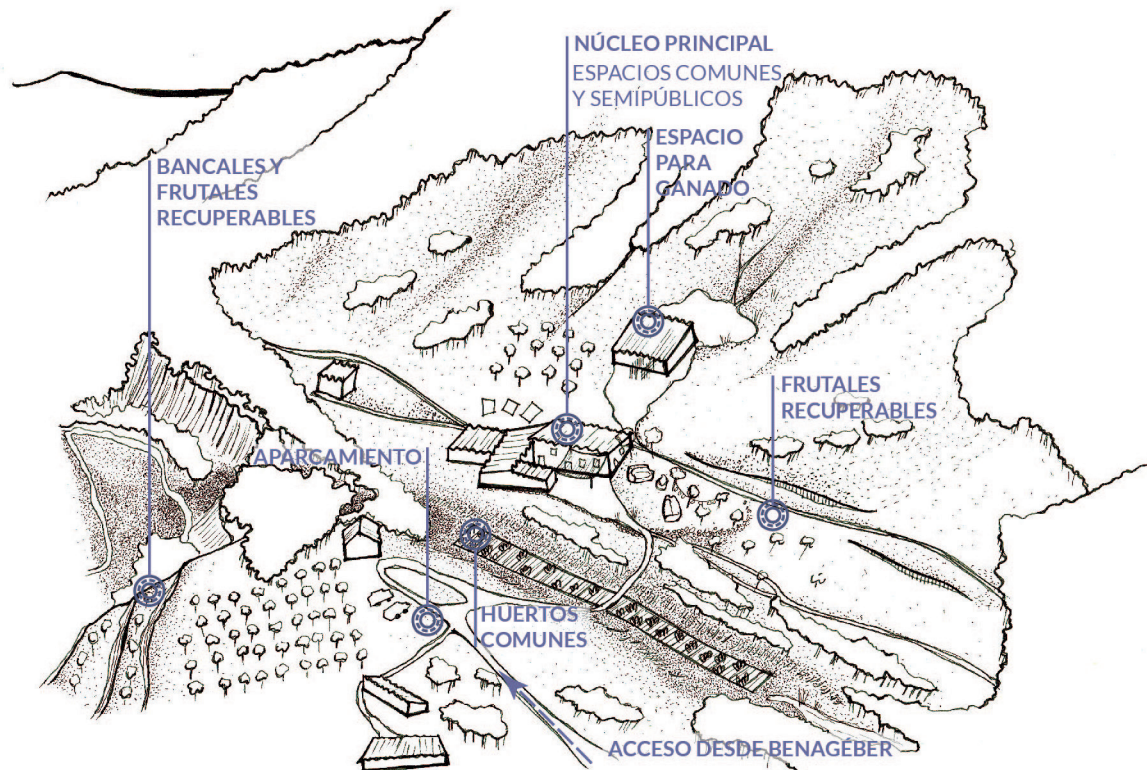 NÚCLEO PRINCIPAL
ESPACIOS COMUNES
Y SEMIPÚBLICOS
ESPACIO
PARA
GANADO
BANCALES Y
FRUTALES
RECUPERABLES
FRUTALES
RECUPERABLES
APARCAMIENTO
HUERTOS
COMUNES
ACCESO DESDE BENAGÉBER